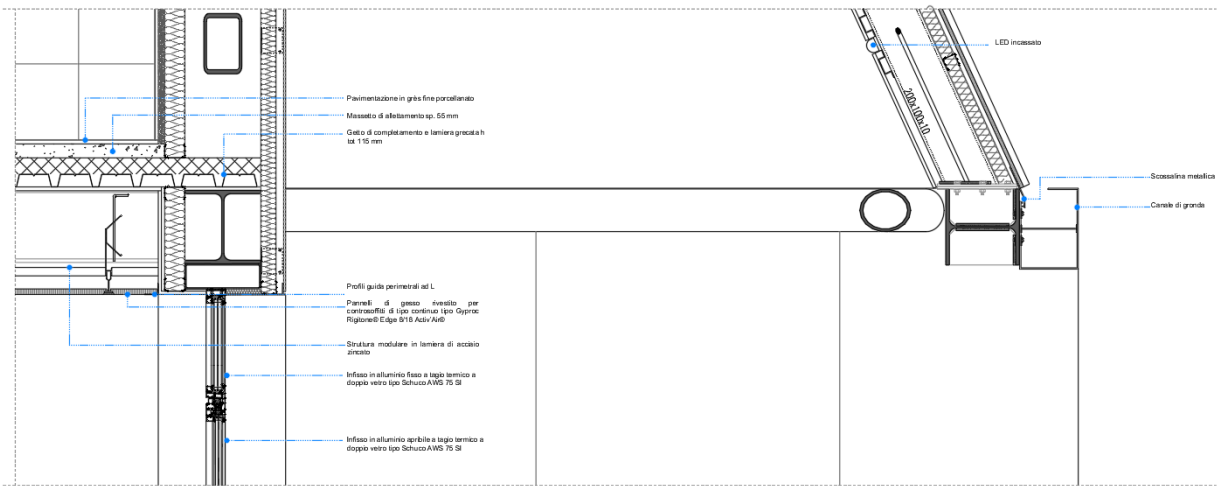 LED incassato
200x100x10
Pavimentazione in grès fine porcellanato
Massetto di allettamento sp. 55 mm
Getto di completamento e lamiera grecata h
tot 115 mm
Scossalina metallica
Canale di gronda
Profili guida perimetrali ad L
Pannelli di gesso rivestito per
controsoffitti di tipo continuo tipo Gyproc
Rigitone® Edge 8/18 Activ'Air®
Struttura modulare in lamiera di acciaio
zincato
Infisso in alluminio fisso a taglio termico a
doppio vetro tipo Schuco AWS 75 SI
Infisso in alluminio apribile a taglio termico a
doppio vetro tipo Schuco AWS 75 SI